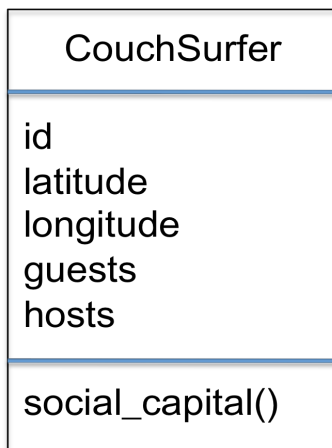 CouchSurfer
id
latitude
longitude
guests
hosts
social_capital()